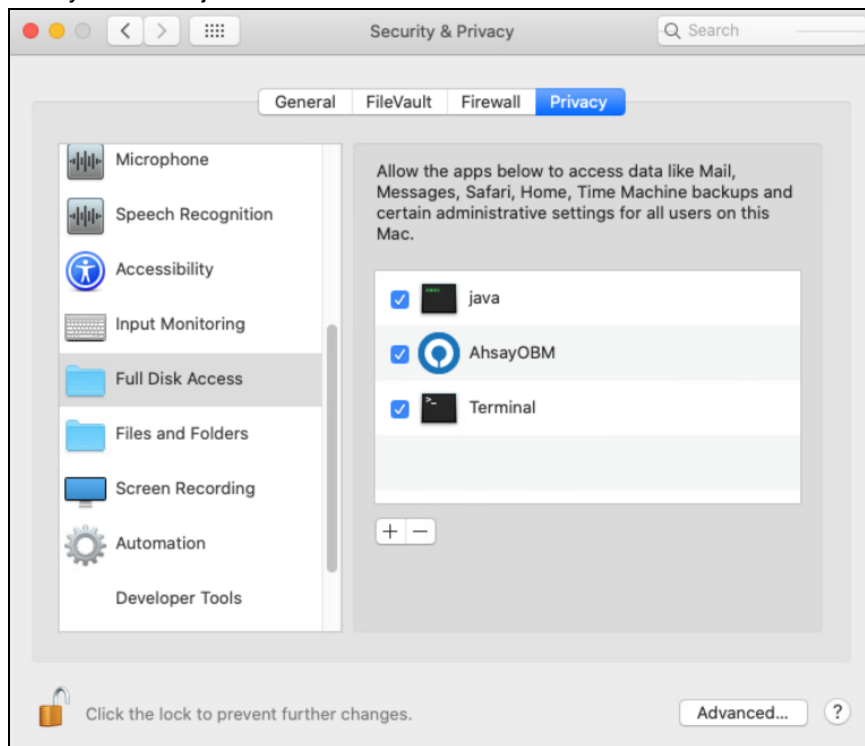 Security & Privacy
Search
General
FileVault
Firewall
Privacy
Microphone
Speech Recognition
Accessibility
Input Monitoring
Full Disk Access
Files and Folders
Screen Recording
Automation
Developer Tools
Allow the apps below to access data like Mail,
Messages, Safari, Home, Time Machine backups and
certain administrative settings for all users on this
Mac.
java
AhsayOBM
Terminal
+ −
Click the lock to prevent further changes.
Advanced...
?